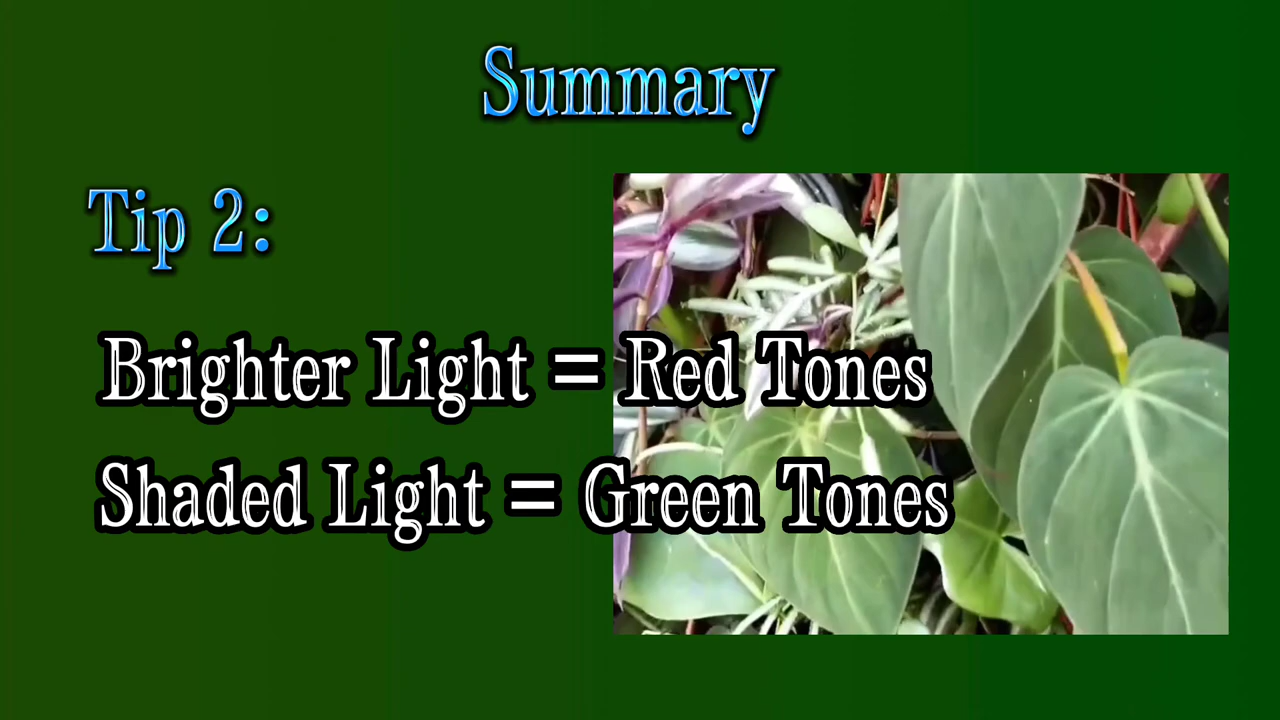 Summary
Tip 2:
Brighter Light = Red Tones
Shaded Light = Green Tones